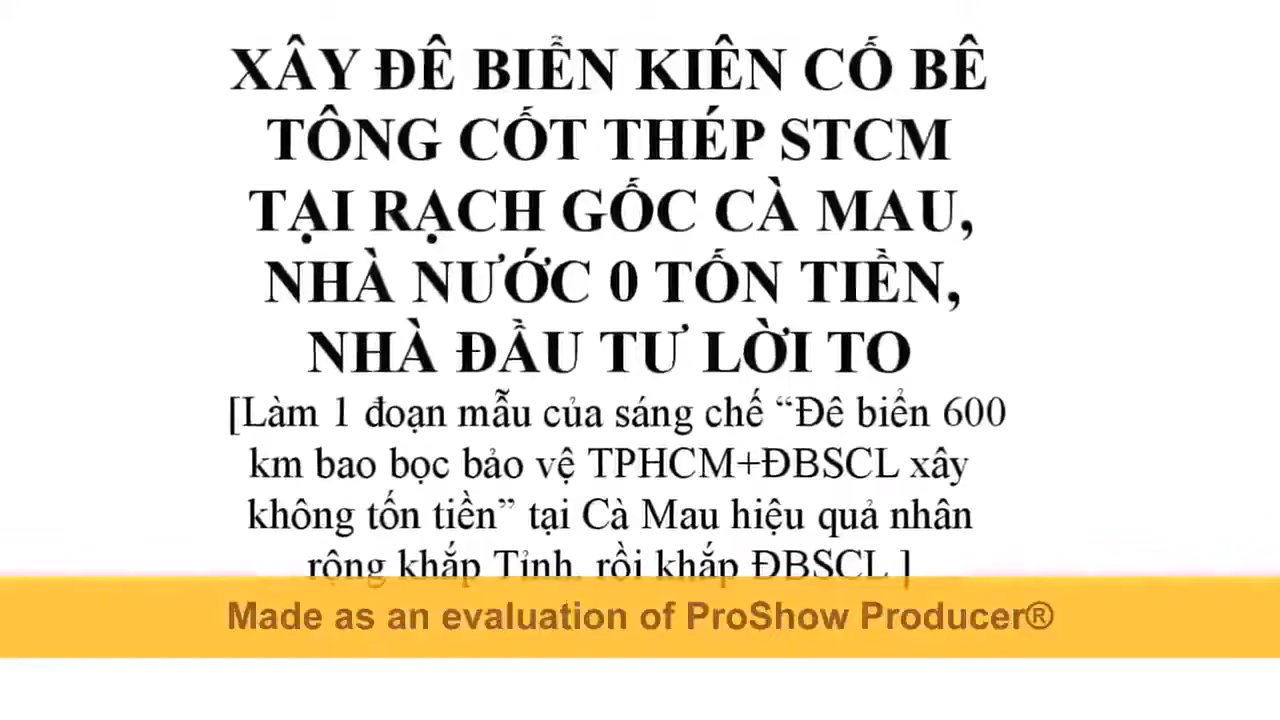 XÂY ĐÊ BIỂN KIÊN CỐ BÊ
TÔNG CỐT THÉP STCM
TẠI RẠCH GỐC CÀ MAU,
NHÀ NƯỚC 0 TỐN TIỀN,
NHÀ ĐẦU TƯ LỜI TO
[Làm 1 đoạn mẫu của sáng chế “Đê biển 600
km bao bọc bảo vệ TPHCM+ĐBSCL xây
không tốn tiền” tại Cà Mau hiệu quả nhân
rộng khắp Tỉnh, rồi khắp ĐBSCL ]
Made as an evaluation of ProShow Producer®